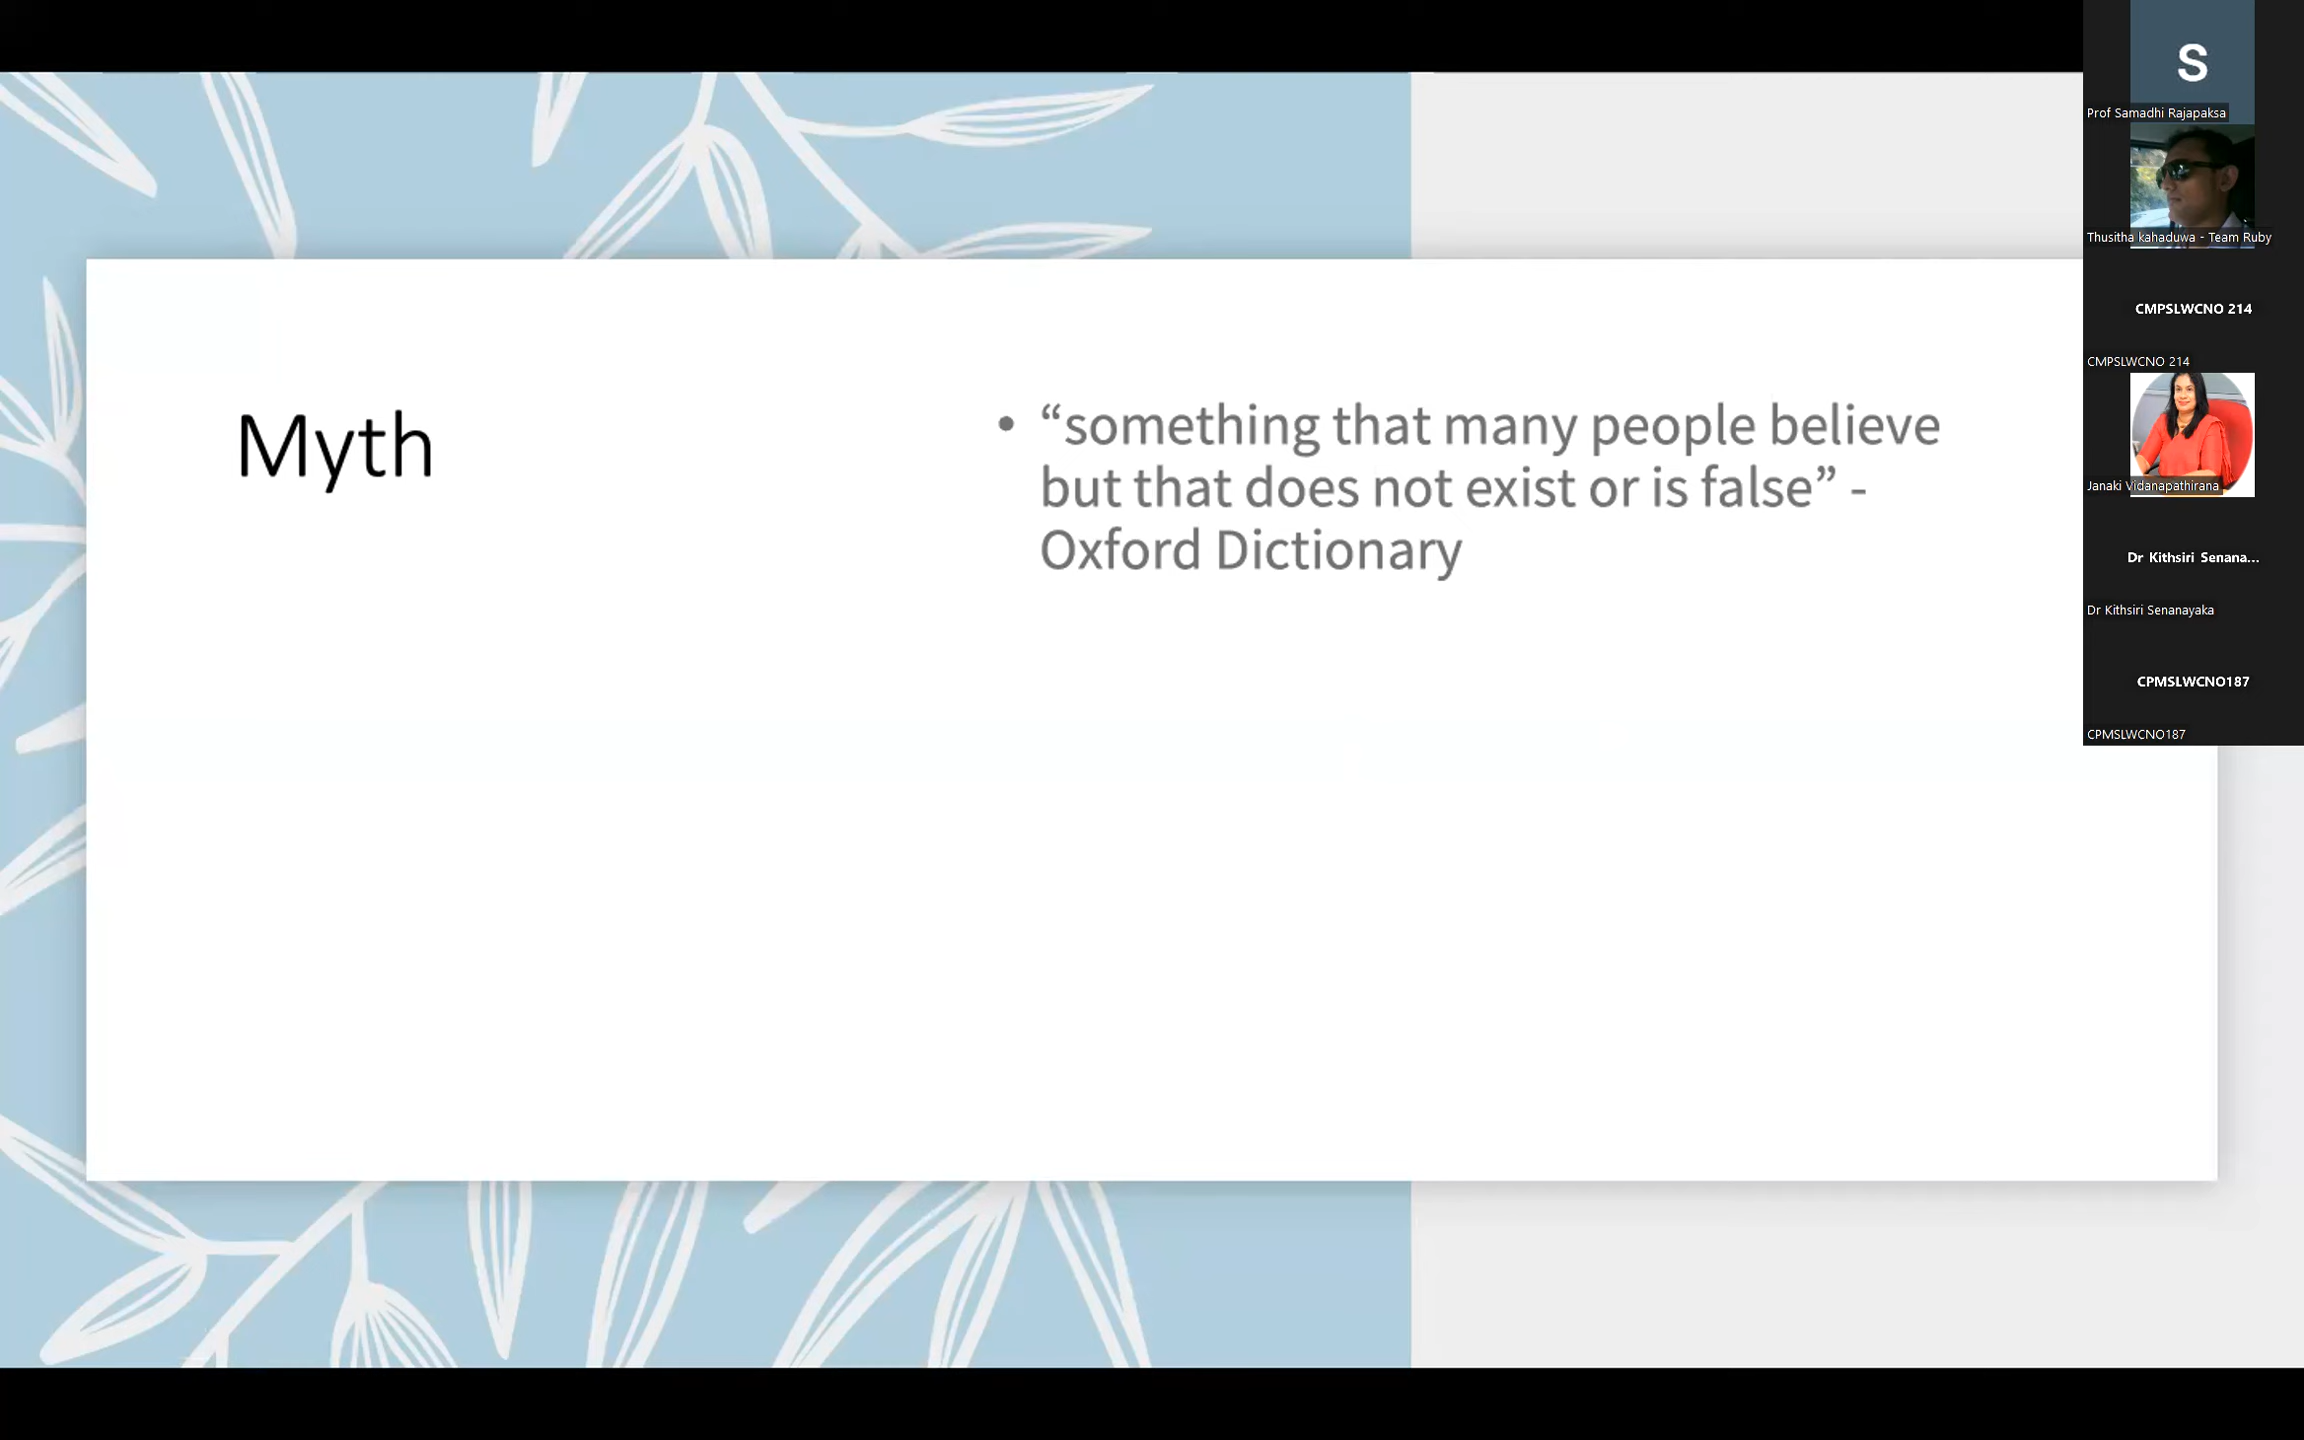 Myth
• “something that many people believe
but that does not exist or is false” -
Oxford Dictionary
S
Prof Samadhi Rajapaksa
Thusitha kahaduwa - Team Ruby
CMPSLWCNO 214
CMPSLWCNO 214
Janaki Vidanapathirana
Dr Kithsiri Senana...
Dr Kithsiri Senanayaka
CPMSLWCNO187
CPMSLWCNO187